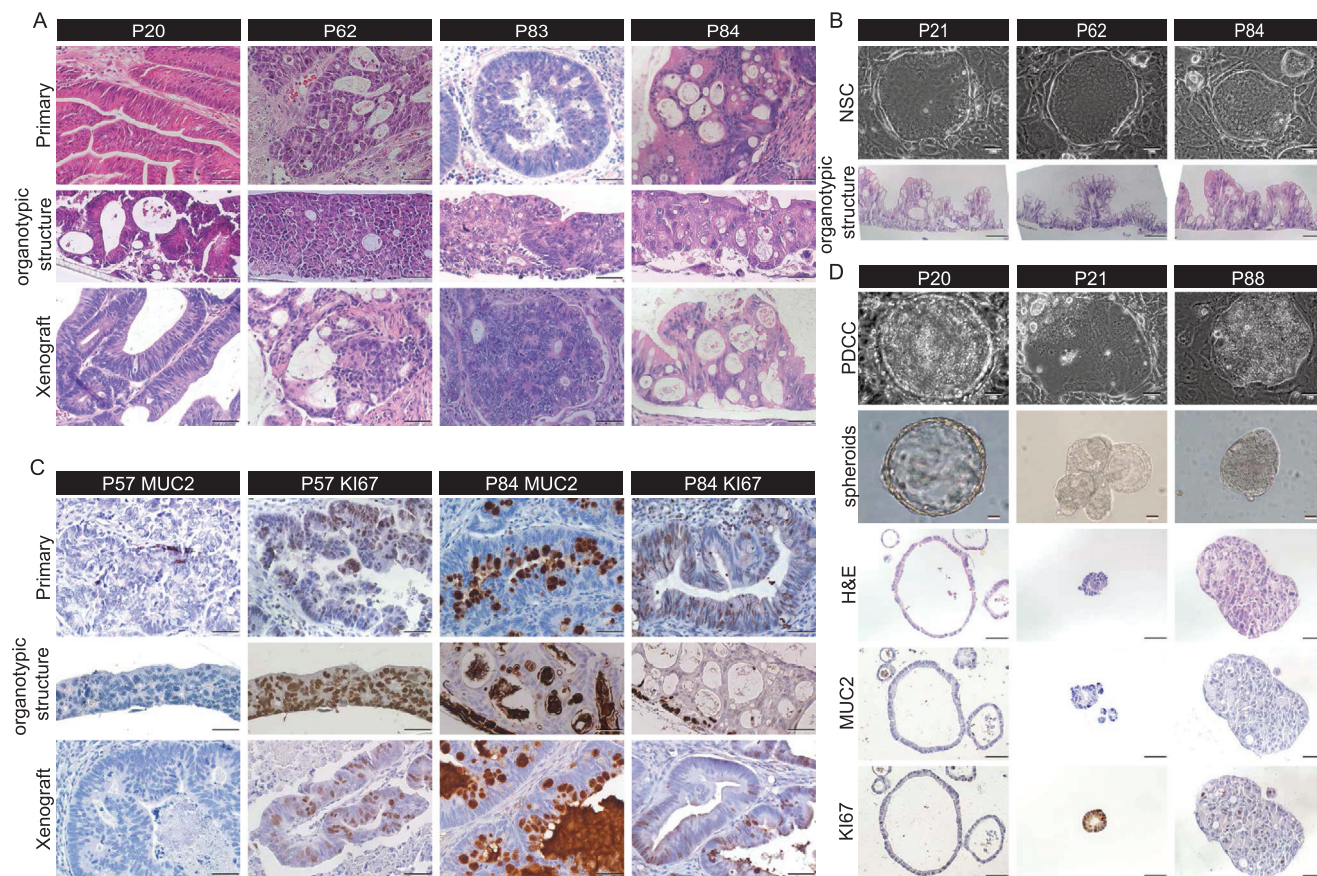 A
P20 P62 P83 P84
Primary
organotypic
structure
Xenograft
B
P21 P62 P84
NSC
organotypic
structure
C
P57 MUC2 P57 KI67 P84 MUC2 P84 KI67
Primary
organotypic
structure
Xenograft
D
P20 P21 P88
PDCC
spheroids
H&E
MUC2
KI67